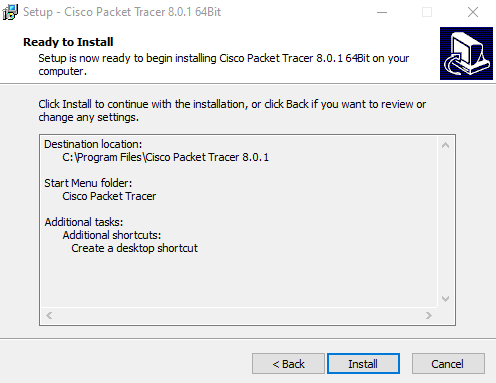 Setup - Cisco Packet Tracer 8.0.1 64Bit
Ready to Install
Setup is now ready to begin installing Cisco Packet Tracer 8.0.1 64Bit on your
computer.
Click Install to continue with the installation, or click Back if you want to review or
change any settings.
Destination location:
C:\Program Files\Cisco Packet Tracer 8.0.1
Start Menu folder:
Cisco Packet Tracer
Additional tasks:
Additional shortcuts:
Create a desktop shortcut
< Back
Install
Cancel